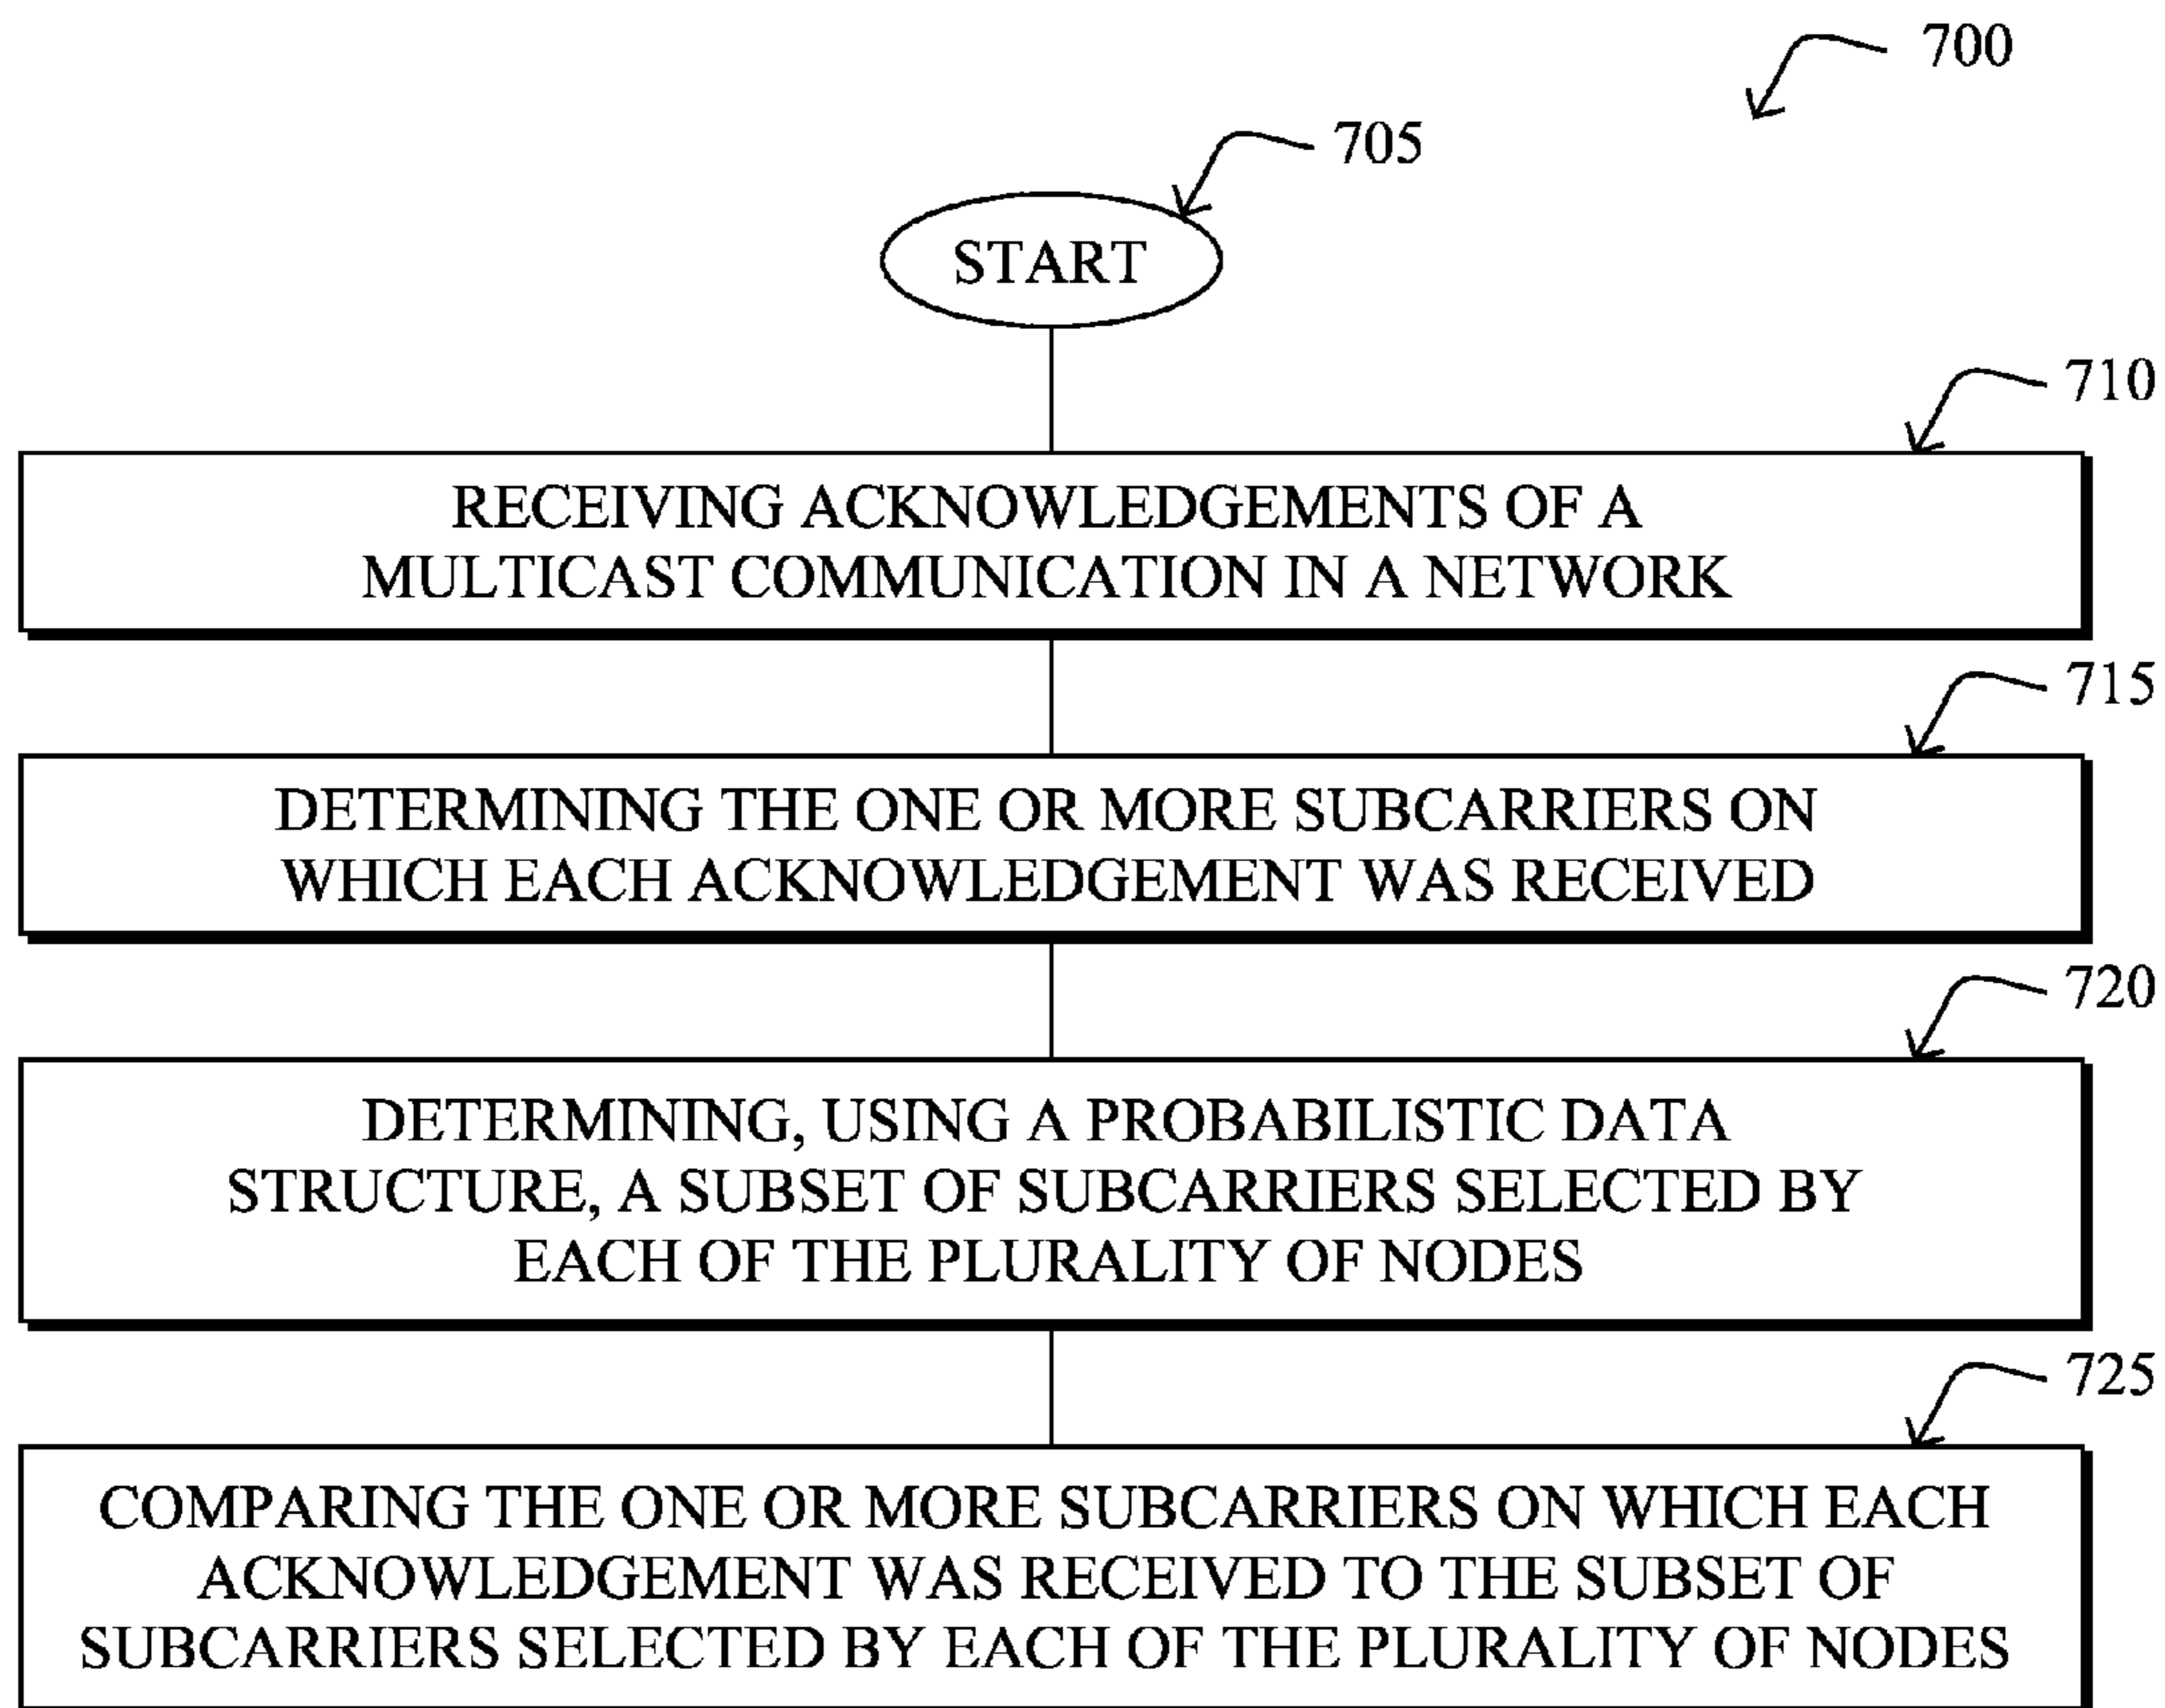 700
705
START
710
RECEIVING ACKNOWLEDGEMENTS OF A
MULTICAST COMMUNICATION IN A NETWORK
715
DETERMINING THE ONE OR MORE SUBCARRIERS ON
WHICH EACH ACKNOWLEDGEMENT WAS RECEIVED
720
DETERMINING, USING A PROBABILISTIC DATA
STRUCTURE, A SUBSET OF SUBCARRIERS SELECTED BY
EACH OF THE PLURALITY OF NODES
725
COMPARING THE ONE OR MORE SUBCARRIERS ON WHICH EACH
ACKNOWLEDGEMENT WAS RECEIVED TO THE SUBSET OF
SUBCARRIERS SELECTED BY EACH OF THE PLURALITY OF NODES